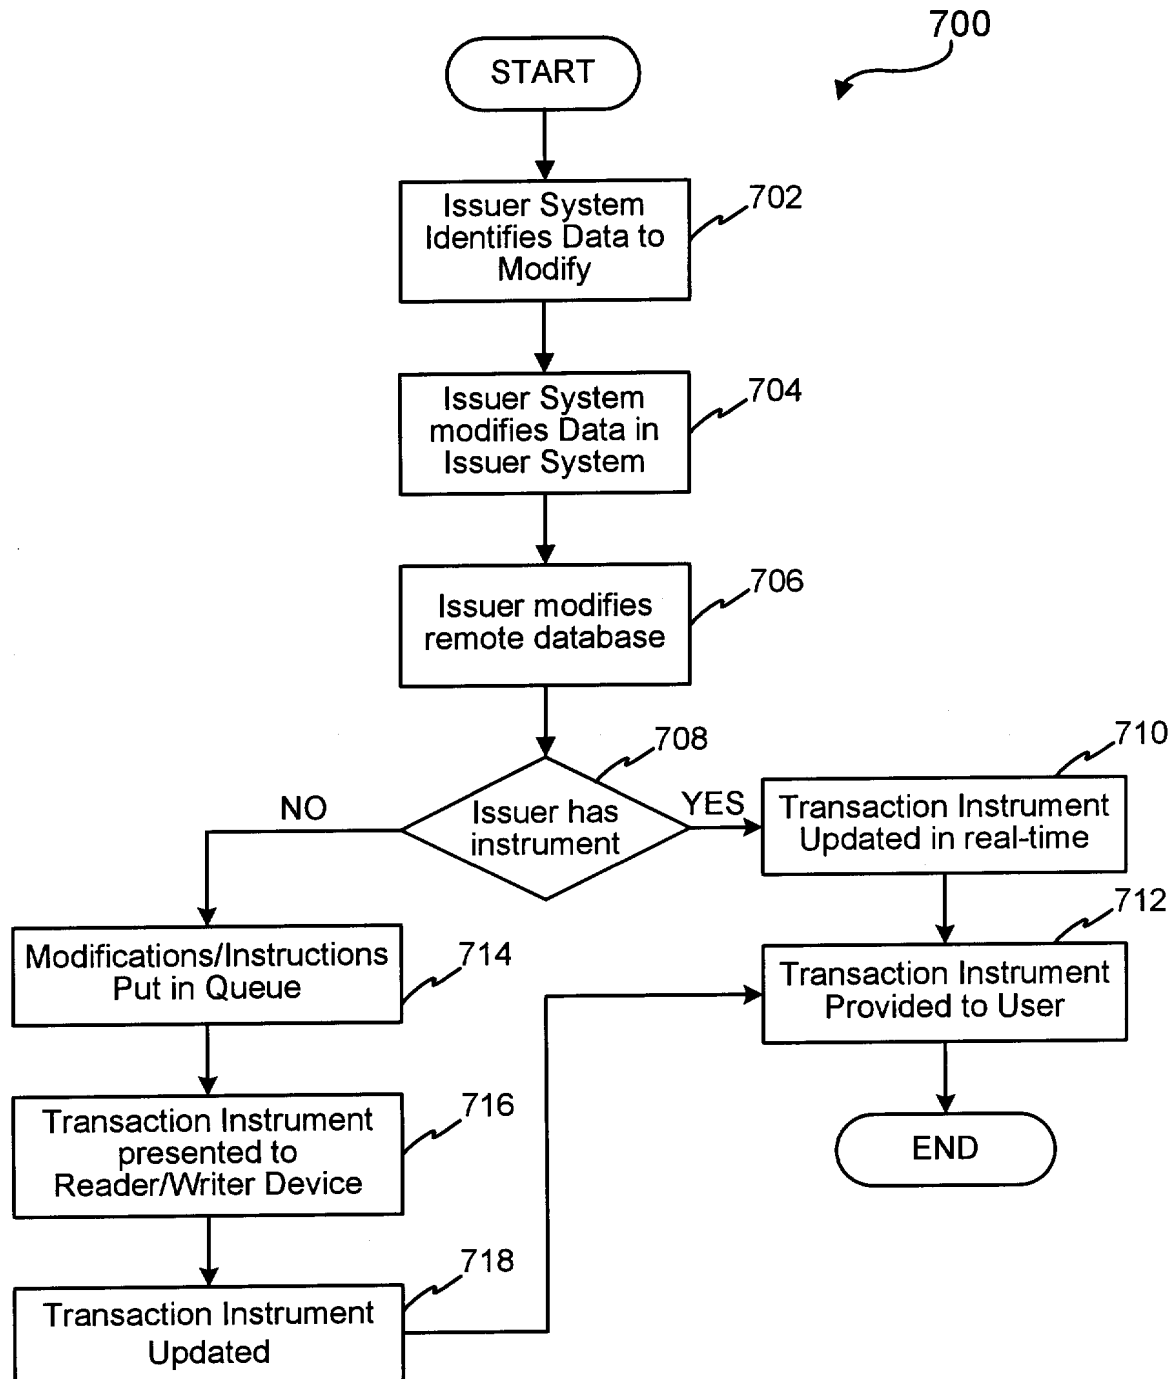 700
START
Issuer System
Identifies Data to
Modify
702
Issuer System
modifies Data in
Issuer System
704
Issuer modifies
remote database
706
708
Issuer has
instrument
NO
YES
710
Transaction Instrument
Updated in real-time
712
Transaction Instrument
Provided to User
END
Modifications/Instructions
Put in Queue
714
Transaction Instrument
presented to
Reader/Writer Device
716
Transaction Instrument
Updated
718